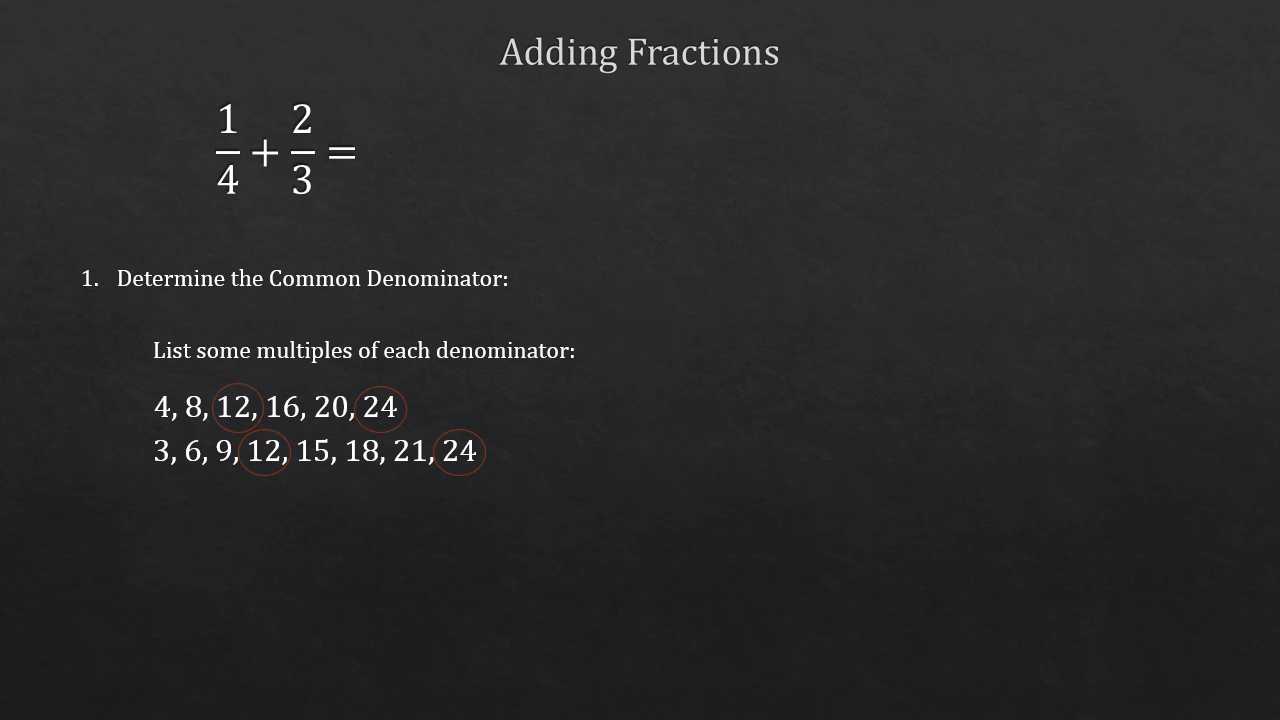 Adding Fractions
1/4 + 2/3 =
1. Determine the Common Denominator:
List some multiples of each denominator:
4, 8, 12, 16, 20, 24
3, 6, 9, 12, 15, 18, 21, 24